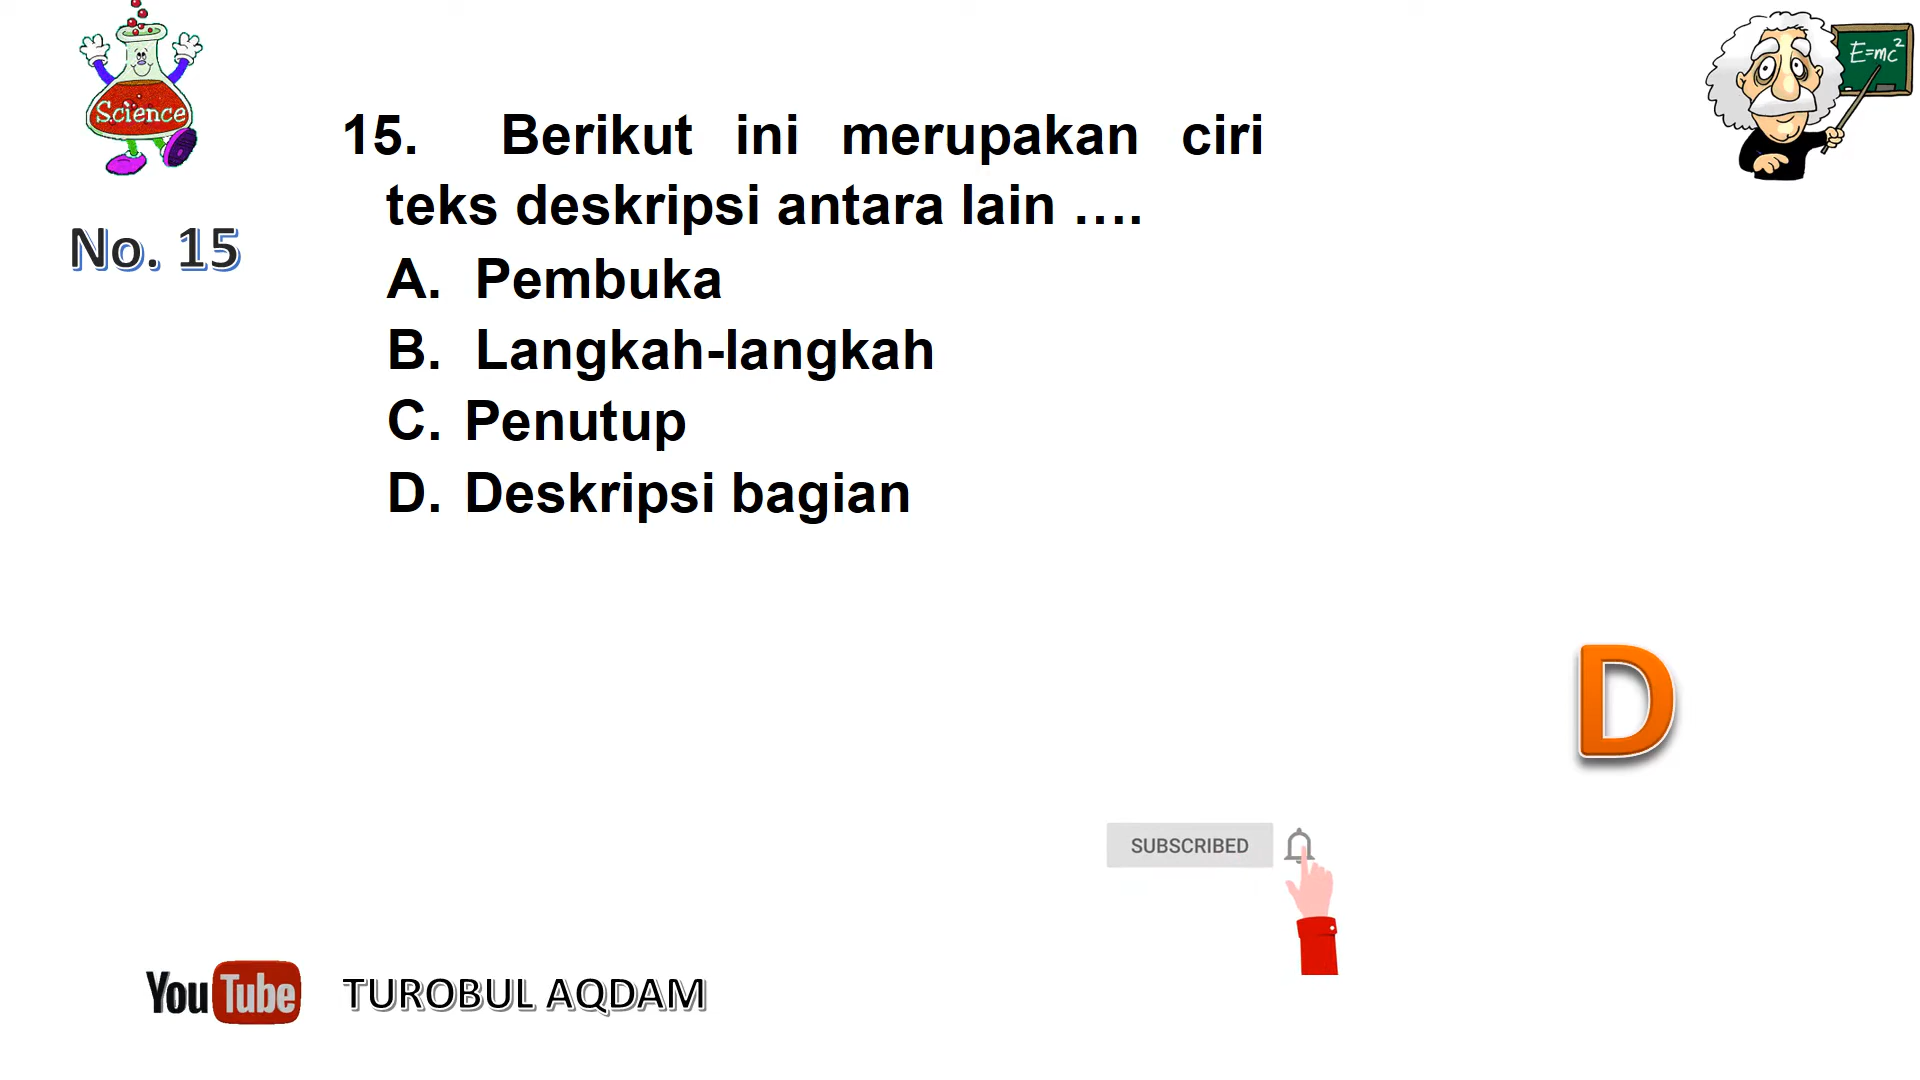 Science
E=mc²
15. Berikut ini merupakan ciri
teks deskripsi antara lain ....
No. 15
A. Pembuka
B. Langkah-langkah
C. Penutup
D. Deskripsi bagian
D
SUBSCRIBED
YouTube TUROBUL AQDAM